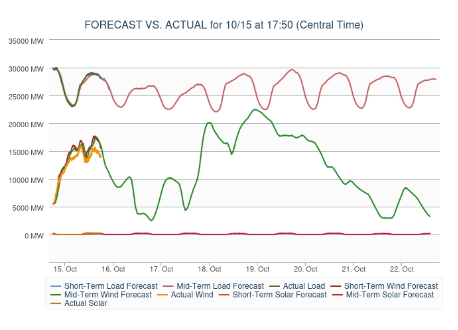 FORECAST VS. ACTUAL for 10/15 at 17:50 (Central Time)
35000 MW
30000 MW
25000 MW
20000 MW
15000 MW
10000 MW
5000 MW
0 MW
15. Oct 16. Oct 17. Oct 18. Oct 19. Oct 20. Oct 21. Oct 22. Oct
Short-Term Load Forecast Mid-Term Load Forecast Actual Load Short-Term Wind Forecast
Mid-Term Wind Forecast Actual Wind Short-Term Solar Forecast Mid-Term Solar Forecast
Actual Solar